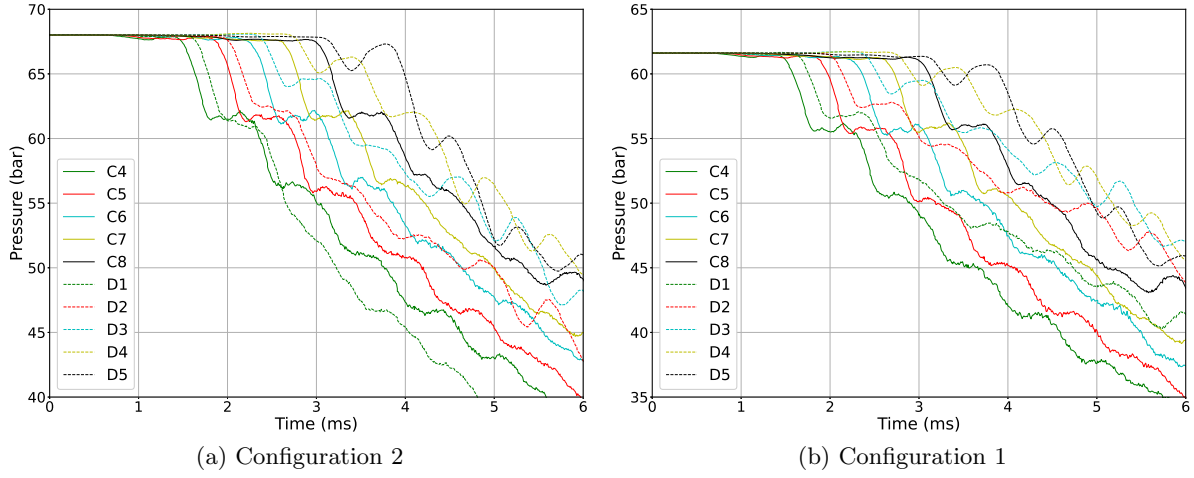 70
65
60
55
50
45
40
Pressure (bar)
C4
C5
C6
C7
C8
D1
D2
D3
D4
D5
0 1 2 3 4 5 6
Time (ms)
(a) Configuration 2
65
60
55
50
45
40
35
Pressure (bar)
C4
C5
C6
C7
C8
D1
D2
D3
D4
D5
0 1 2 3 4 5 6
Time (ms)
(b) Configuration 1